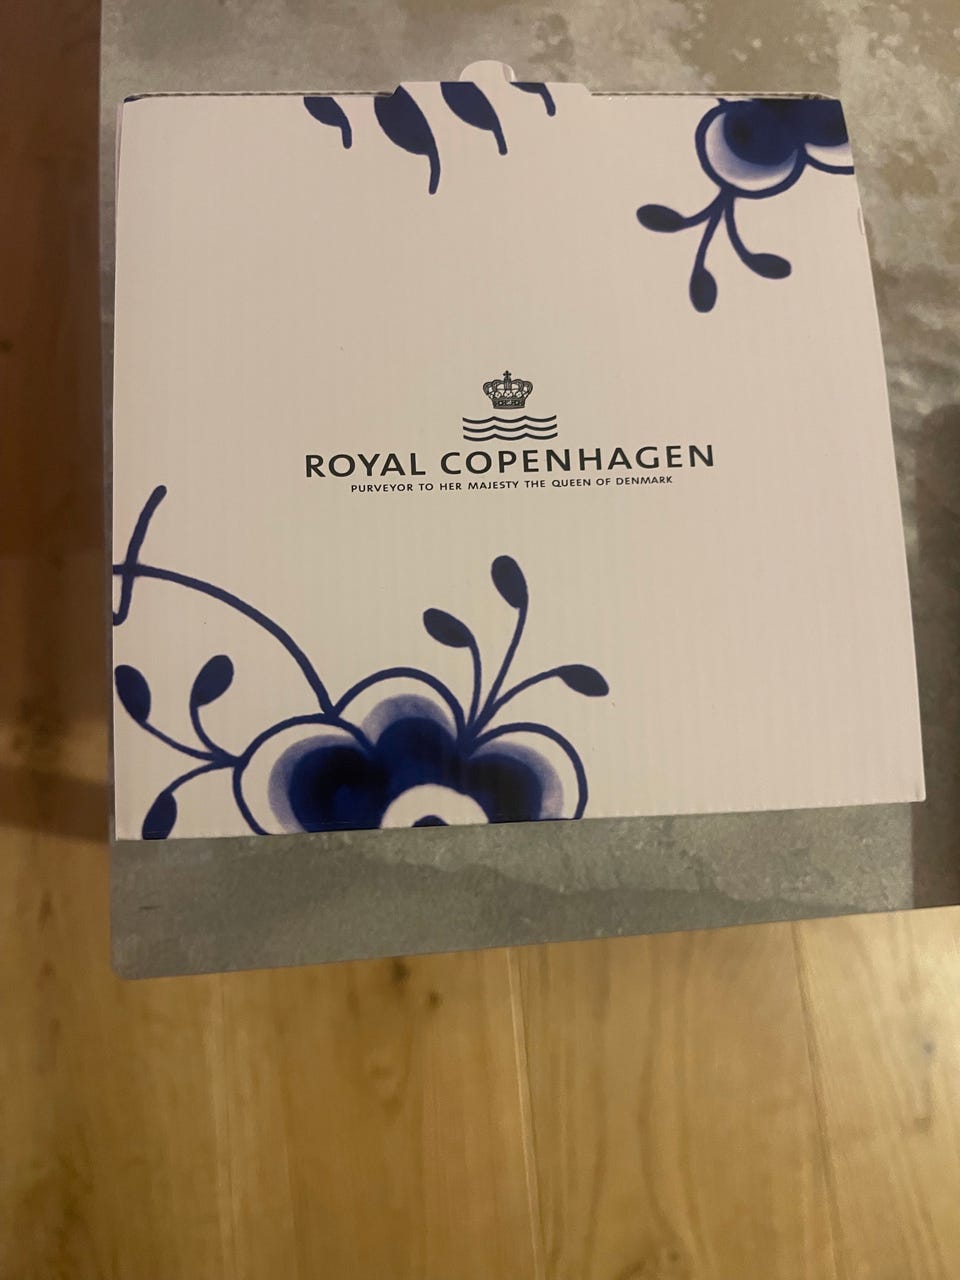 ROYAL COPENHAGEN
PURVEYOR TO HER MAJESTY THE QUEEN OF DENMARK